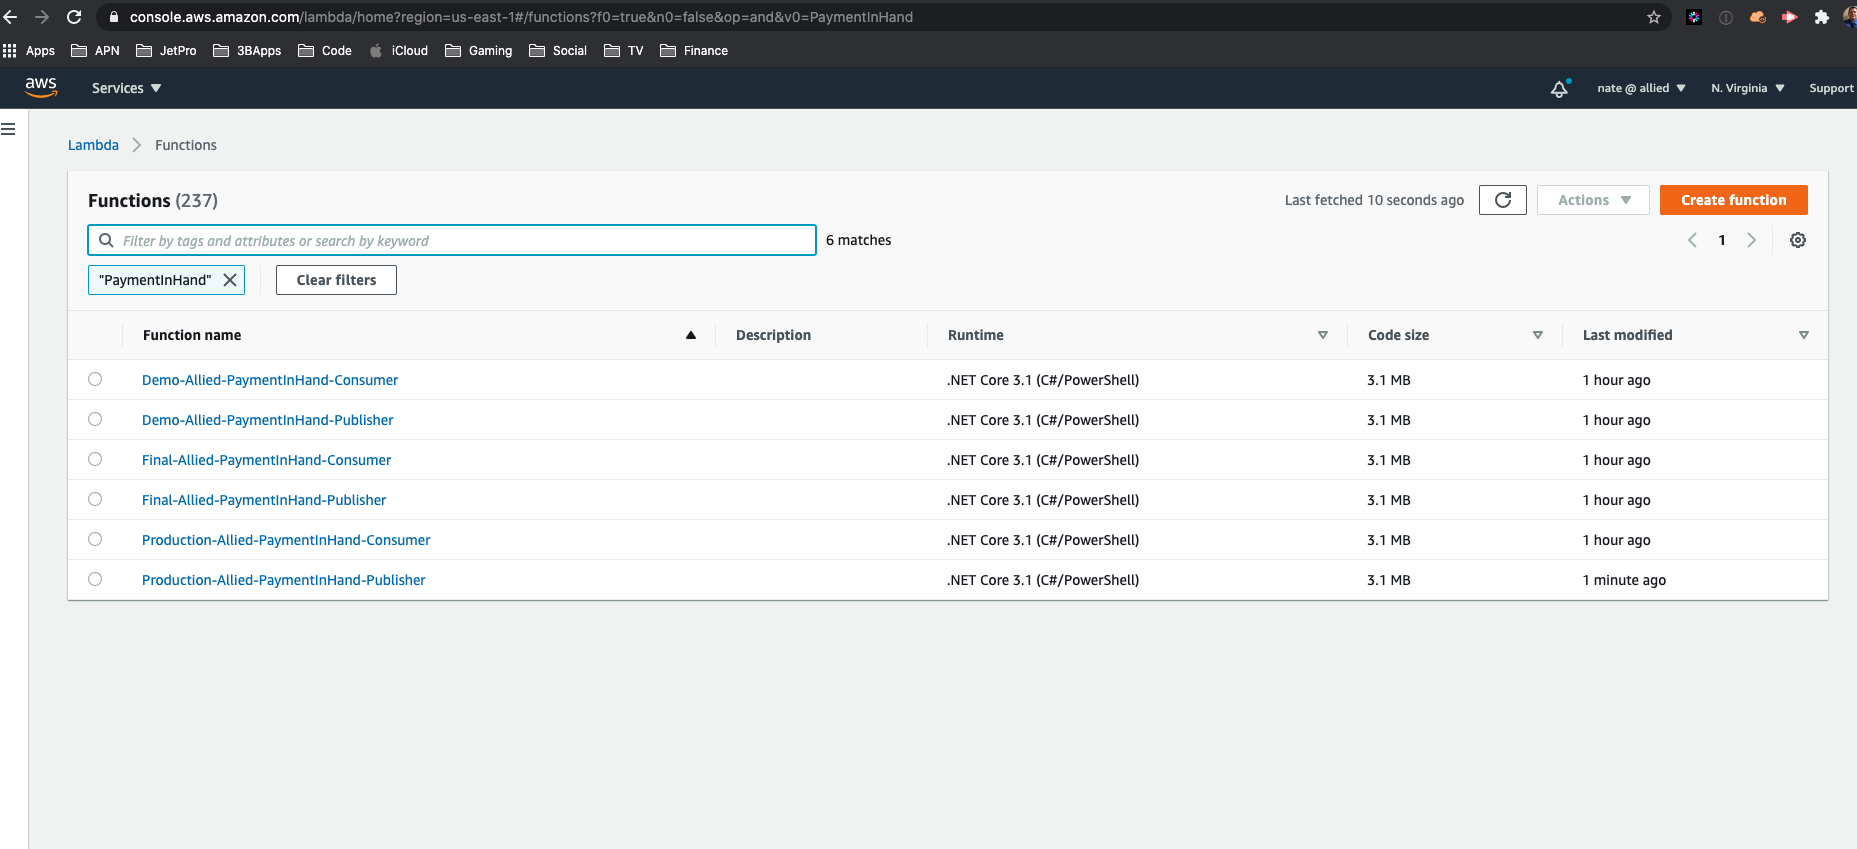 console.aws.amazon.com/lambda/home?region=us-east-1#/functions?f0=true&n0=false&op=and&v0=PaymentInHand
Apps APN JetPro 3BApps Code iCloud Gaming Social TV Finance
aws Services nate @ allied N. Virginia Support
Lambda Functions
Functions (237) Last fetched 10 seconds ago Actions Create function
Filter by tags and attributes or search by keyword 6 matches 1
"PaymentInHand" Clear filters
Function name Description Runtime Code size Last modified
Demo-Allied-PaymentInHand-Consumer .NET Core 3.1 (C#/PowerShell) 3.1 MB 1 hour ago
Demo-Allied-PaymentInHand-Publisher .NET Core 3.1 (C#/PowerShell) 3.1 MB 1 hour ago
Final-Allied-PaymentInHand-Consumer .NET Core 3.1 (C#/PowerShell) 3.1 MB 1 hour ago
Final-Allied-PaymentInHand-Publisher .NET Core 3.1 (C#/PowerShell) 3.1 MB 1 hour ago
Production-Allied-PaymentInHand-Consumer .NET Core 3.1 (C#/PowerShell) 3.1 MB 1 hour ago
Production-Allied-PaymentInHand-Publisher .NET Core 3.1 (C#/PowerShell) 3.1 MB 1 minute ago